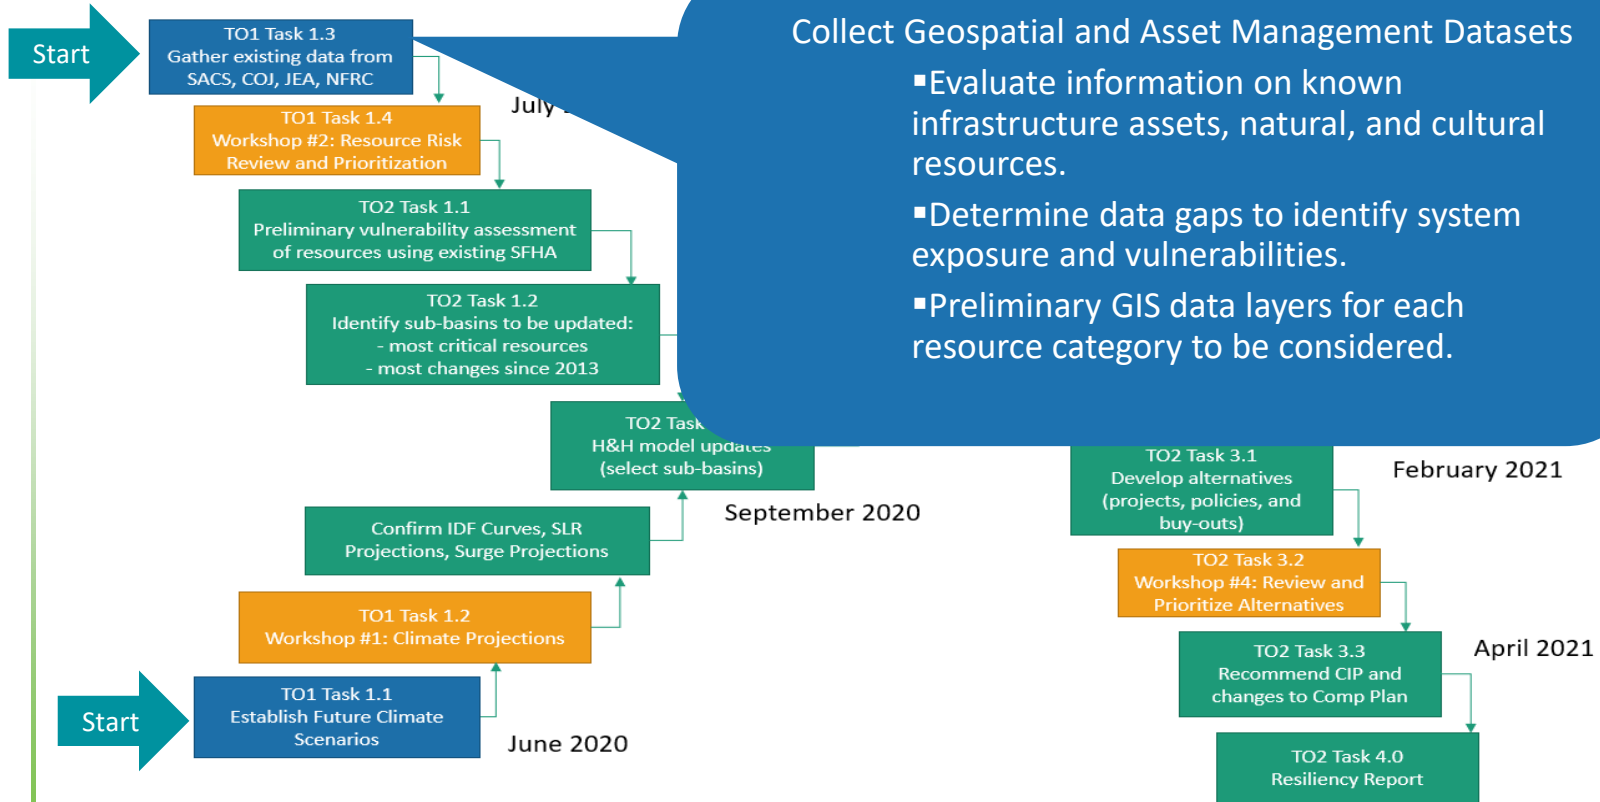 Start
TO1 Task 1.3
Gather existing data from
SACS, COJ, JEA, NFRC
July
TO1 Task 1.4
Workshop #2: Resource Risk
Review and Prioritization
TO2 Task 1.1
Preliminary vulnerability assessment
of resources using existing SFHA
TO2 Task 1.2
Identify sub-basins to be updated:
- most critical resources
- most changes since 2013
TO2 Task
H&H model updates
(select sub-basins)
September 2020
Confirm IDF Curves, SLR
Projections, Surge Projections
TO1 Task 1.2
Workshop #1: Climate Projections
Start
TO1 Task 1.1
Establish Future Climate
Scenarios
June 2020
Collect Geospatial and Asset Management Datasets
▪Evaluate information on known
infrastructure assets, natural, and cultural
resources.
▪Determine data gaps to identify system
exposure and vulnerabilities.
▪Preliminary GIS data layers for each
resource category to be considered.
TO2 Task 3.1
Develop alternatives
(projects, policies, and
buy-outs)
February 2021
TO2 Task 3.2
Workshop #4: Review and
Prioritize Alternatives
TO2 Task 3.3
Recommend CIP and
changes to Comp Plan
April 2021
TO2 Task 4.0
Resiliency Report